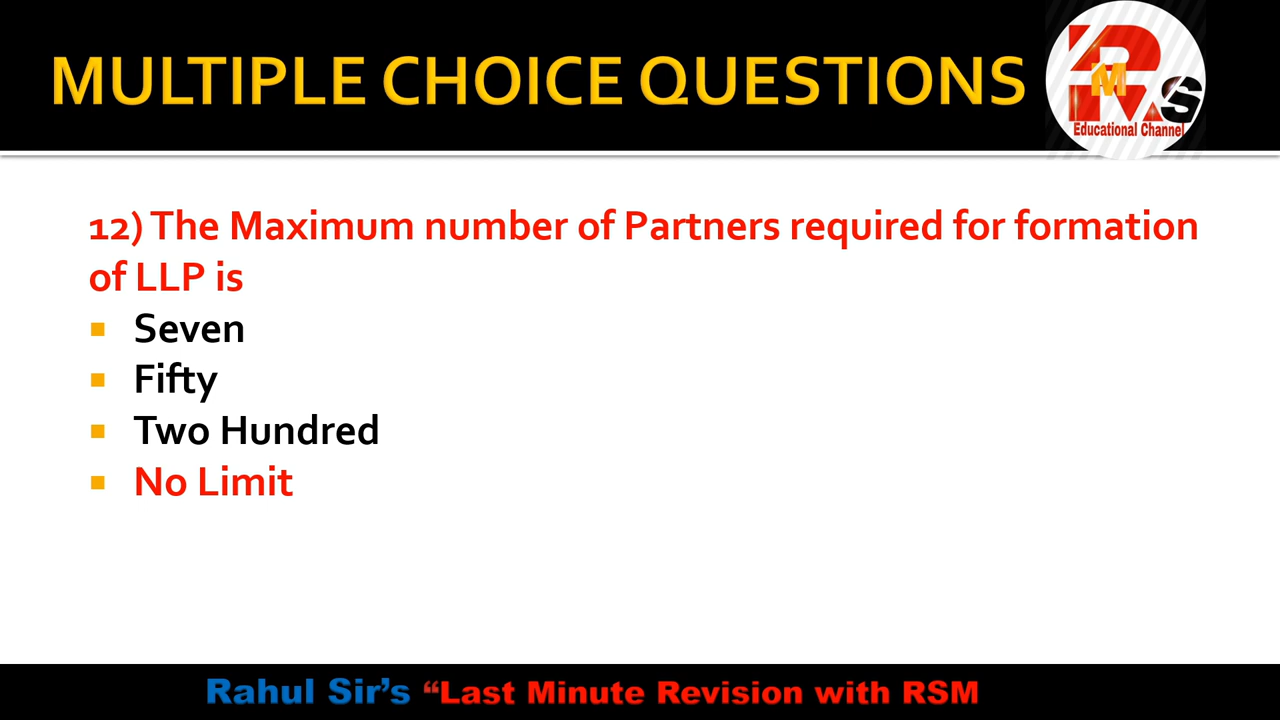 MULTIPLE CHOICE QUESTIONS
RMS
Educational Channel
12) The Maximum number of Partners required for formation
of LLP is
Seven
Fifty
Two Hundred
No Limit
Rahul Sir’s “Last Minute Revision with RSM